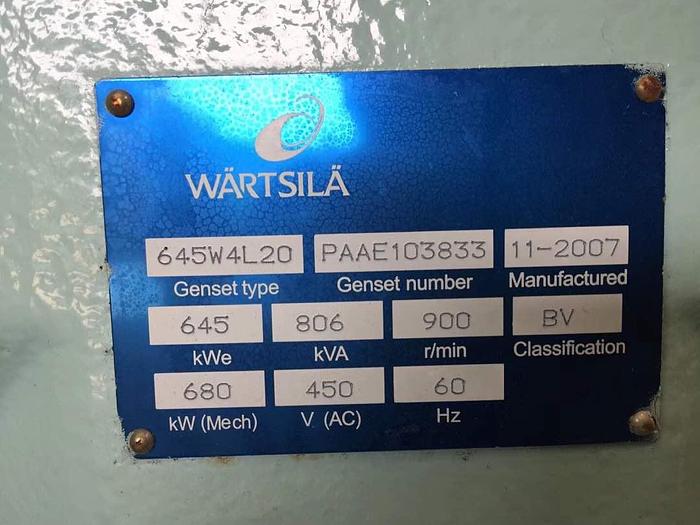 WÄRTSILÄ
645W4L20 PAAE103833 11-2007
Genset type Genset number Manufactured
645 806 900 BV
kWe kVA r/min Classification
680 450 60
kW (Mech) V (AC) Hz